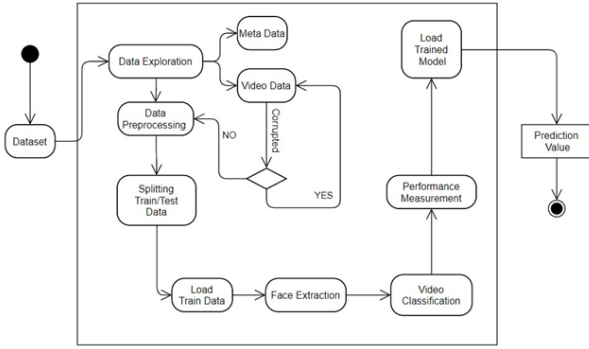 Meta Data
Load
Trained
Model
Data Exploration
Video Data
Data
Preprocessing
Corrupted
NO
Dataset
Prediction
Value
YES
Splitting
Train/Test
Data
Performance
Measurement
Load
Train Data
Face Extraction
Video
Classification